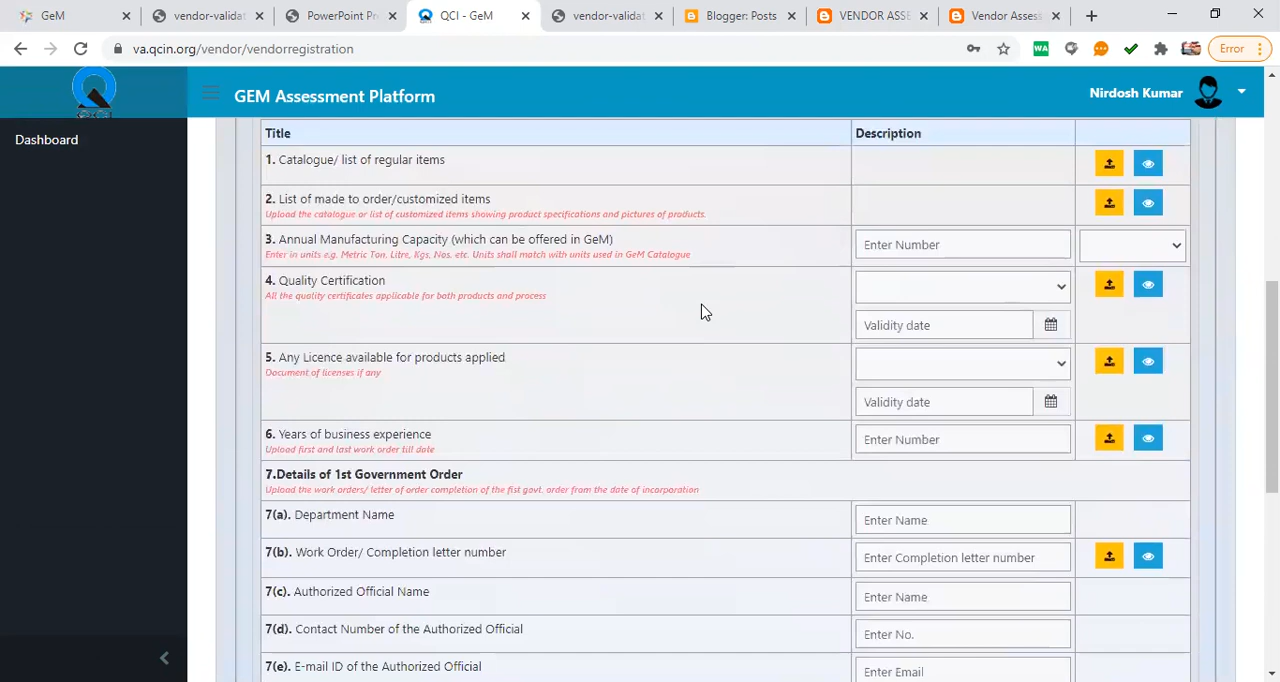 GeM
vendor-validat
PowerPoint Pr
QCI - GeM
vendor-validat
Blogger: Posts
VENDOR ASSE
Vendor Assess
va.qcin.org/vendor/vendorregistration
WA
Error
GEM Assessment Platform
Nirdosh Kumar
Dashboard
Title
Description
1. Catalogue/ list of regular items
2. List of made to order/customized items
Upload the catalogue or list of customized items showing product specifications and pictures of products.
3. Annual Manufacturing Capacity (which can be offered in GeM)
Enter Number
Enter in units e.g. Metric Ton, Litre, Kgs, Nos, etc. Units shall match with units used in GeM Catalogue
4. Quality Certification
All the quality certificates applicable for both products and process
Validity date
5. Any Licence available for products applied
Document of licenses if any
Validity date
6. Years of business experience
Enter Number
Upload first and last work order till date
7.Details of 1st Government Order
Upload the work orders/ letter of order completion of the fist govt. order from the date of incorporation
7(a). Department Name
Enter Name
7(b). Work Order/ Completion letter number
Enter Completion letter number
7(c). Authorized Official Name
Enter Name
7(d). Contact Number of the Authorized Official
Enter No.
7(e). E-mail ID of the Authorized Official
Enter Email